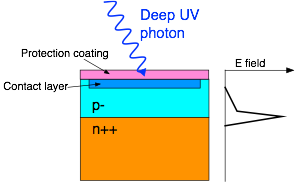 Deep UV
photon
Protection coating
E field
Contact layer
p-
n++